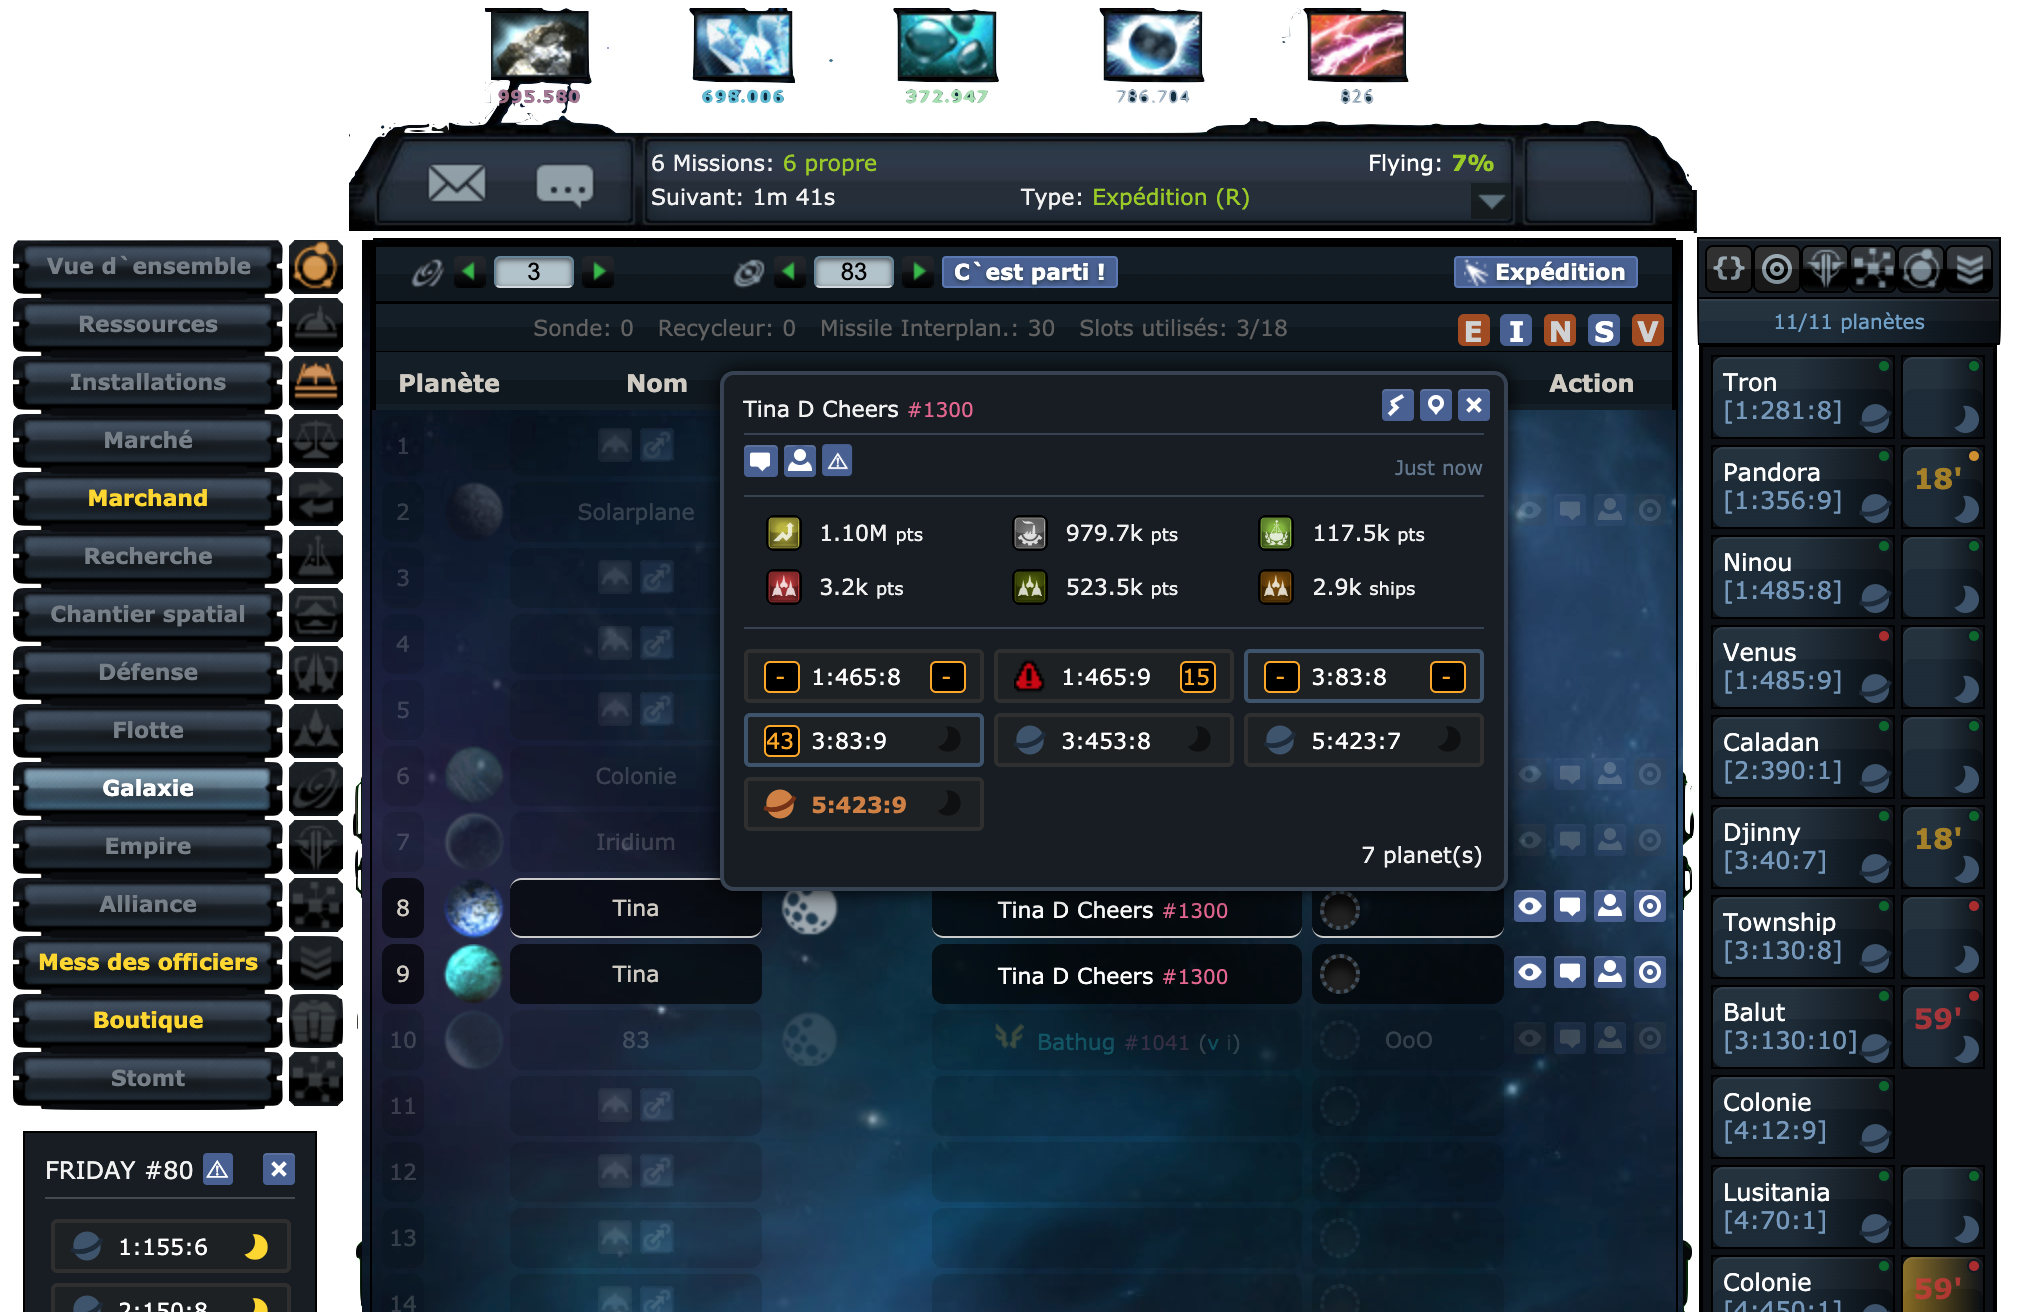 995.580 698.006 372.947 786.704 826
6 Missions: 6 propre Flying: 7%
Suivant: 1m 41s Type: Expédition (R)
Vue d`ensemble
Ressources
Installations
Marché
Marchand
Recherche
Chantier spatial
Défense
Flotte
Galaxie
Empire
Alliance
Mess des officiers
Boutique
Stomt
FRIDAY #80
1:155:6
2:150:8
3 83 C`est parti ! Expédition
Sonde: 0 Recycleur: 0 Missile Interplan.: 30 Slots utilisés: 3/18 E I N S V
Planète Nom Action
1
2 Solarplane
3
4
5
6 Colonie
7 Iridium
Tina D Cheers #1300
Just now
1.10M pts 979.7k pts 117.5k pts
3.2k pts 523.5k pts 2.9k ships
- 1:465:8 - 1:465:9 15 - 3:83:8 -
43 3:83:9 3:453:8 5:423:7
5:423:9
7 planet(s)
8 Tina Tina D Cheers #1300
9 Tina Tina D Cheers #1300
10 83 Bathug #1041 (v i) OoO
11
12
13
14
11/11 planètes
Tron
[1:281:8]
Pandora 18'
[1:356:9]
Ninou
[1:485:8]
Venus
[1:485:9]
Caladan
[2:390:1]
Djinny 18'
[3:40:7]
Township
[3:130:8]
Balut 59'
[3:130:10]
Colonie
[4:12:9]
Lusitania
[4:70:1]
Colonie 59'
[4:450:1]